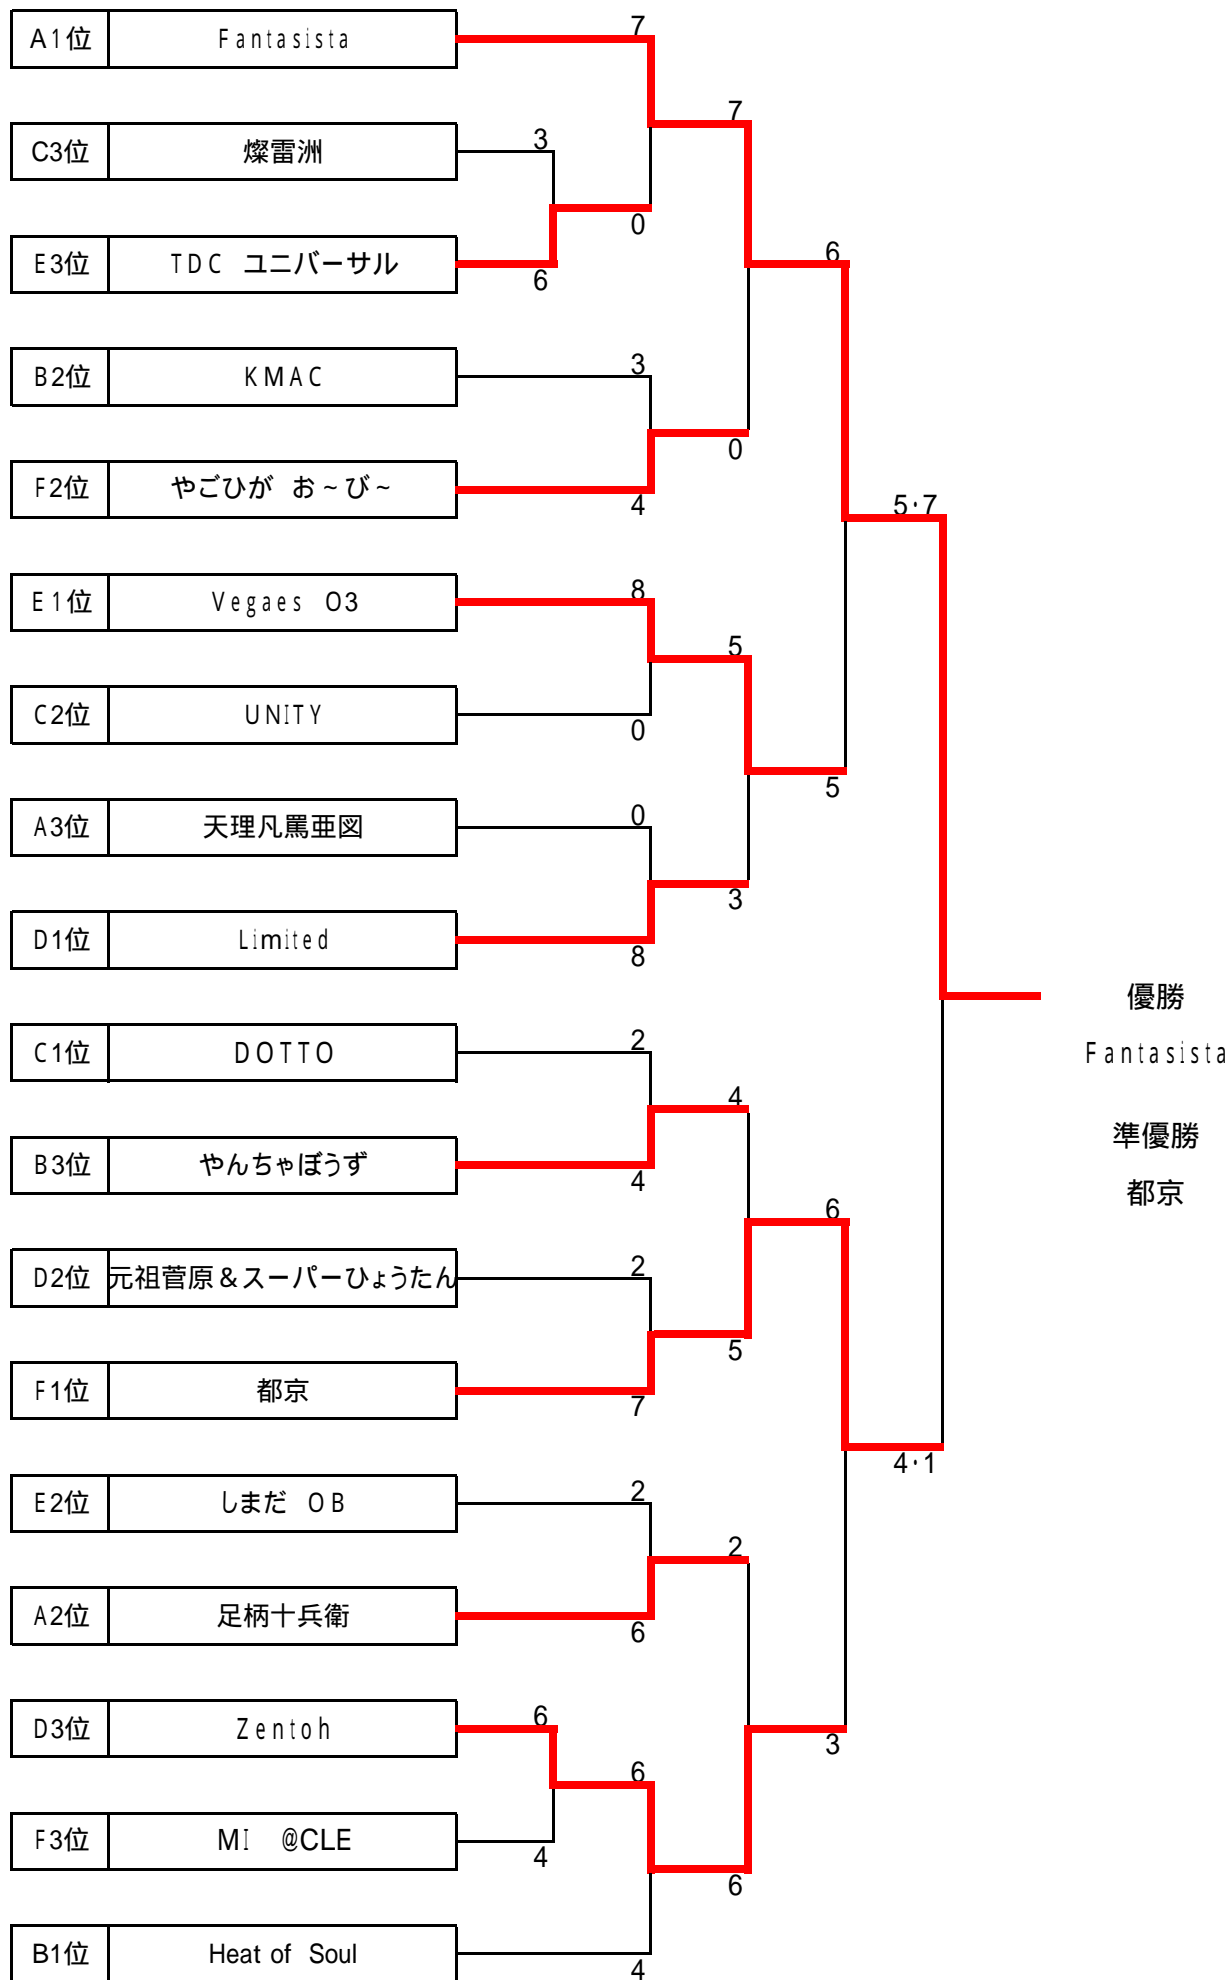 A1位 Fantasista 7
7
C3位 燦雷洲 3
0
E3位 TDC ユニバーサル 6
6
B2位 KMAC 3
0
F2位 やごひが お~び~ 4
5・7
E1位 Vegaes O3 8
5
C2位 UNITY 0
5
A3位 天理凡罵亜図 0
3
D1位 Limited 8
優勝
Fantasista
準優勝
都京
C1位 DOTTO 2
4
B3位 やんちゃぼうず 4
6
D2位 元祖菅原&スーパーひょうたん 2
5
F1位 都京 7
4・1
E2位 しまだ OB 2
2
A2位 足柄十兵衛 6
D3位 Zentoh 6
3
6
F3位 MI @CLE 4
6
B1位 Heat of Soul 4